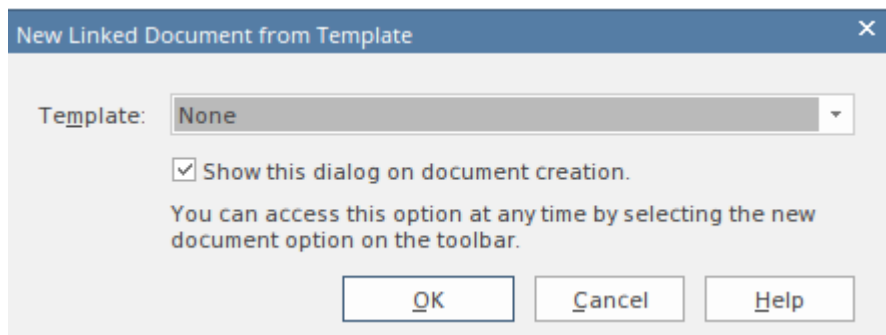 New Linked Document from Template
Template: None
Show this dialog on document creation.
You can access this option at any time by selecting the new
document option on the toolbar.
OK Cancel Help